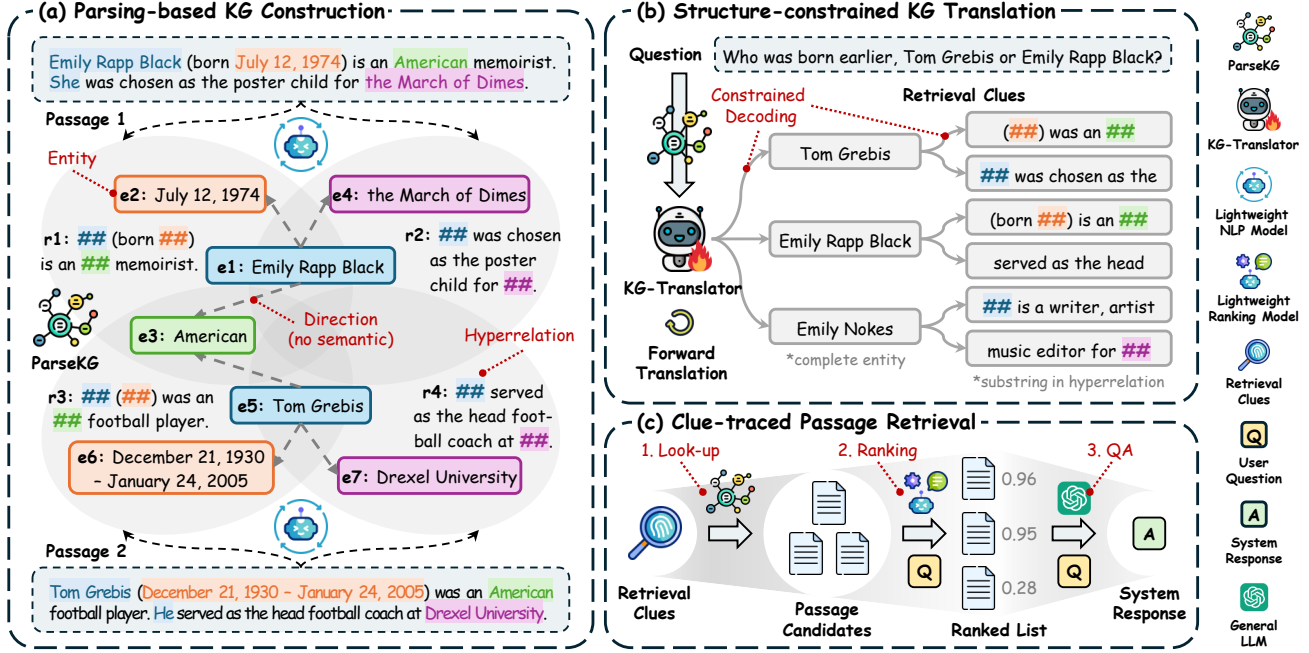 (a) Parsing-based KG Construction
Emily Rapp Black (born July 12, 1974) is an American memoirist.
She was chosen as the poster child for the March of Dimes.
Passage 1
Entity
e2: July 12, 1974
e4: the March of Dimes
r1: ## (born ##)
is an ## memoirist.
r2: ## was chosen
as the poster
child for ##.
e1: Emily Rapp Black
ParseKG
e3: American
Direction
(no semantic)
Hyperrelation
r3: ## (##) was an
## football player.
e5: Tom Grebis
r4: ## served
as the head foot-
ball coach at ##.
e6: December 21, 1930
– January 24, 2005
e7: Drexel University
Passage 2
Tom Grebis (December 21, 1930 – January 24, 2005) was an American
football player. He served as the head football coach at Drexel University.
(b) Structure-constrained KG Translation
Question
Who was born earlier, Tom Grebis or Emily Rapp Black?
Constrained
Decoding
Retrieval Clues
Tom Grebis
(##) was an ##
## was chosen as the
Emily Rapp Black
(born ##) is an ##
served as the head
KG-Translator
Forward
Translation
Emily Nokes
*complete entity
## is a writer, artist
music editor for ##
*substring in hyperrelation
(c) Clue-traced Passage Retrieval
1. Look-up
2. Ranking
3. QA
0.96
0.95
0.28
Q
Q
A
Retrieval
Clues
Passage
Candidates
Ranked List
System
Response
ParseKG
KG-Translator
Lightweight
NLP Model
Lightweight
Ranking Model
Retrieval
Clues
Q
User
Question
A
System
Response
General
LLM